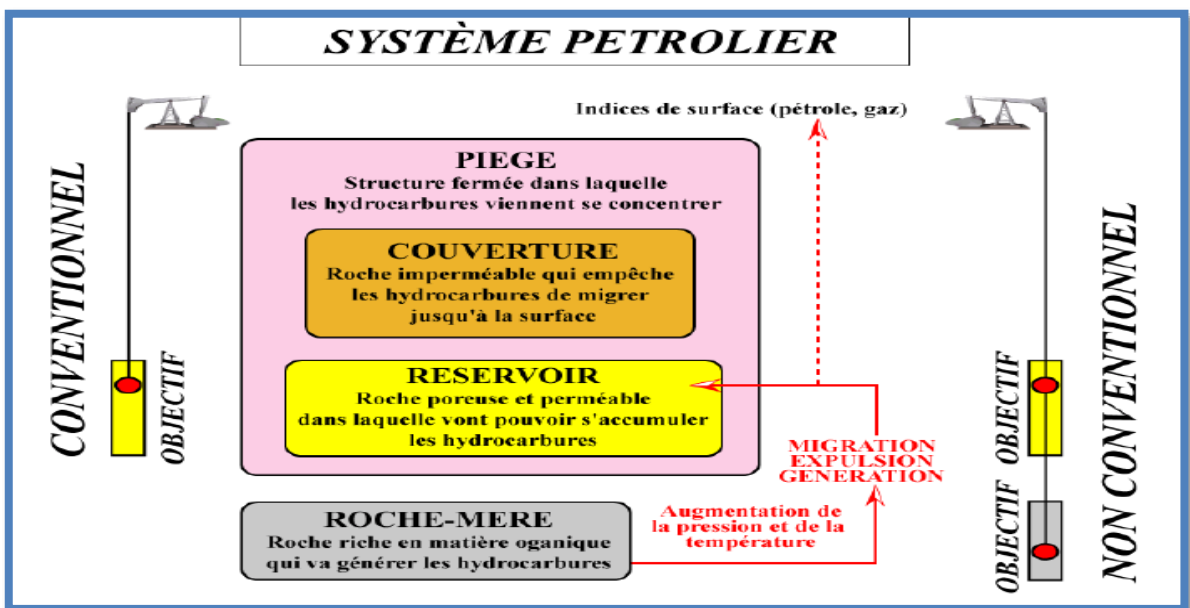 SYSTÈME PETROLIER
Indices de surface (pétrole, gaz)
CONVENTIONNEL
OBJECTIF
PIEGE
Structure fermée dans laquelle
les hydrocarbures viennent se concentrer
COUVERTURE
Roche imperméable qui empêche
les hydrocarbures de migrer
jusqu'à la surface
RESERVOIR
Roche poreuse et perméable
dans laquelle vont pouvoir s'accumuler
les hydrocarbures
MIGRATION
EXPULSION
GENERATION
ROCHE-MERE
Roche riche en matière oganique
qui va générer les hydrocarbures
Augmentation de
la pression et de la
température
OBJECTIF
OBJECTIF
NON CONVENTIONNEL